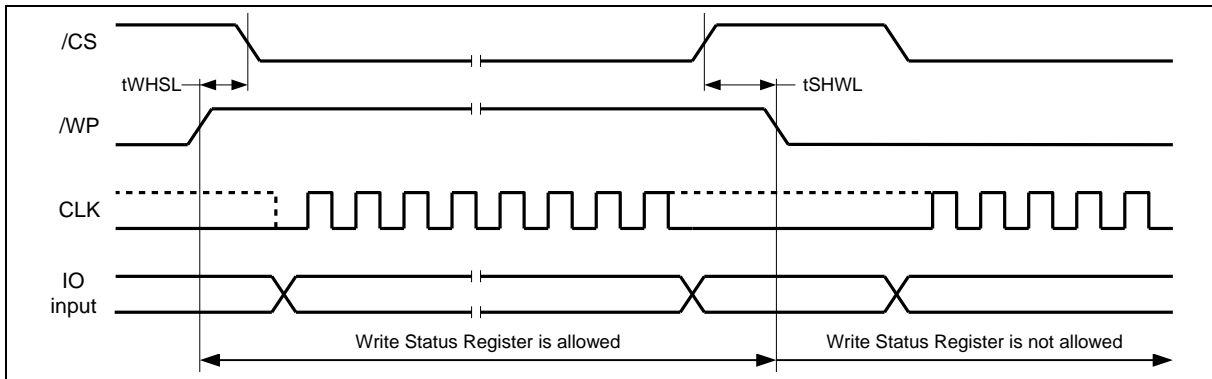 /CS
tWHSL
tSHWL
/WP
CLK
IO
input
Write Status Register is allowed
Write Status Register is not allowed